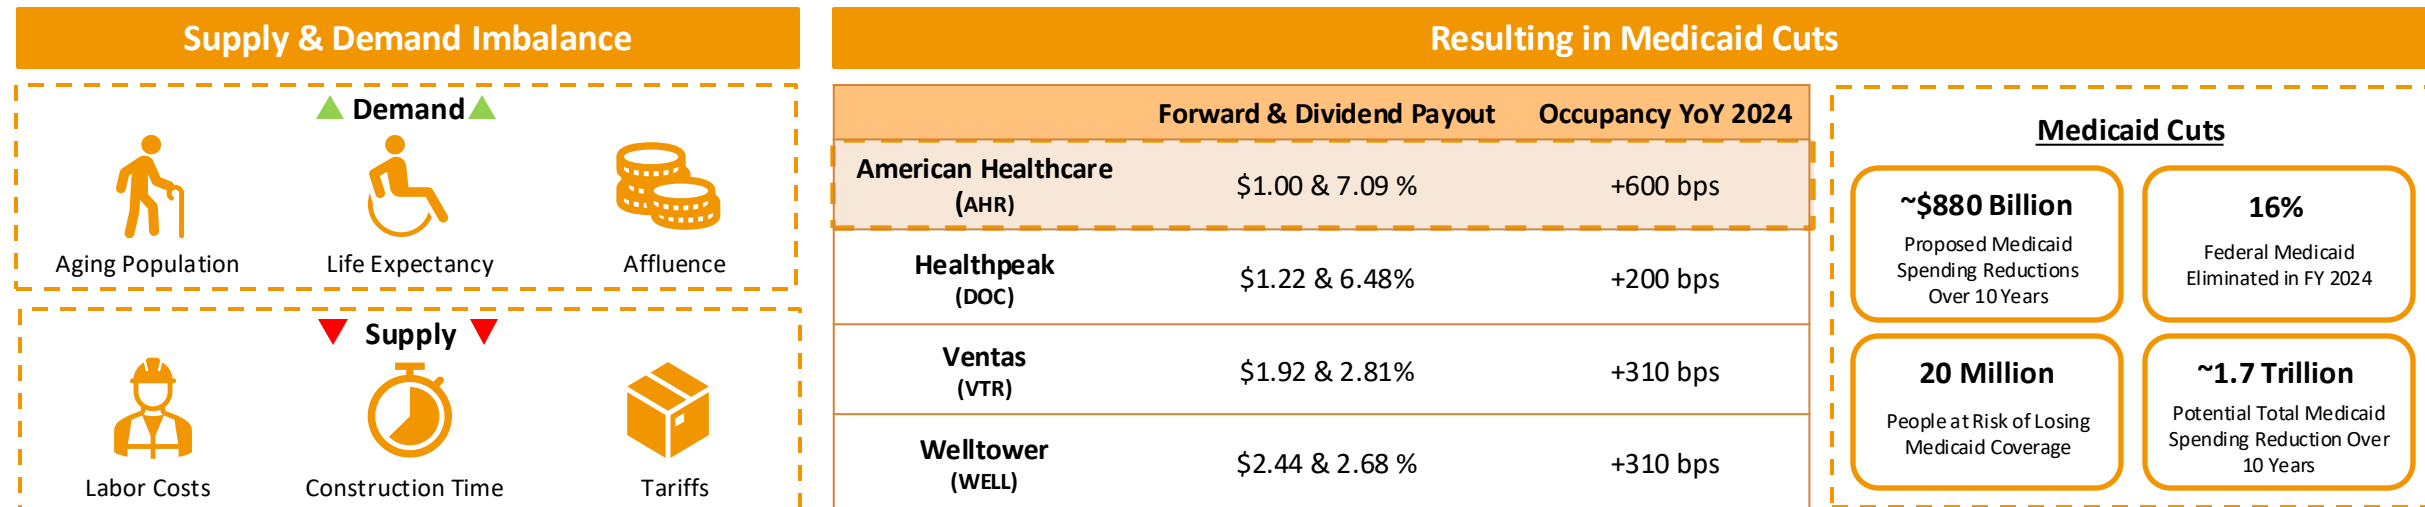 Supply & Demand Imbalance
Demand
Aging Population
Life Expectancy
Affluence
Supply
Labor Costs
Construction Time
Tariffs
Resulting in Medicaid Cuts
Forward & Dividend Payout
Occupancy YoY 2024
American Healthcare
(AHR)
$1.00 & 7.09 %
+600 bps
Healthpeak
(DOC)
$1.22 & 6.48%
+200 bps
Ventas
(VTR)
$1.92 & 2.81%
+310 bps
Welltower
(WELL)
$2.44 & 2.68 %
+310 bps
Medicaid Cuts
~$880 Billion
Proposed Medicaid
Spending Reductions
Over 10 Years
16%
Federal Medicaid
Eliminated in FY 2024
20 Million
People at Risk of Losing
Medicaid Coverage
~1.7 Trillion
Potential Total Medicaid
Spending Reduction Over
10 Years